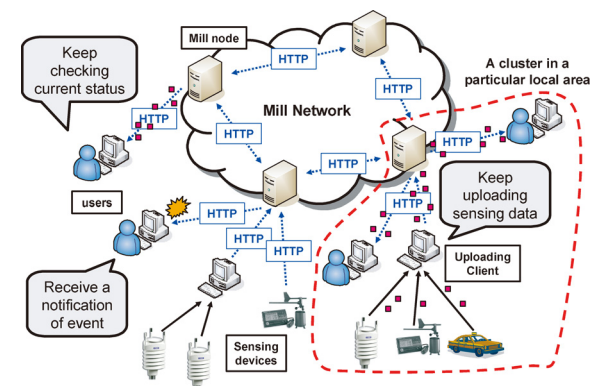 Keep
checking
current status
Mill node
HTTP
Mill Network
A cluster in a
particular local area
HTTP
HTTP
HTTP
HTTP
HTTP
users
HTTP
HTTP
HTTP
HTTP
Keep
uploading
sensing data
Uploading
Client
Receive a
notification
of event
Sensing
devices